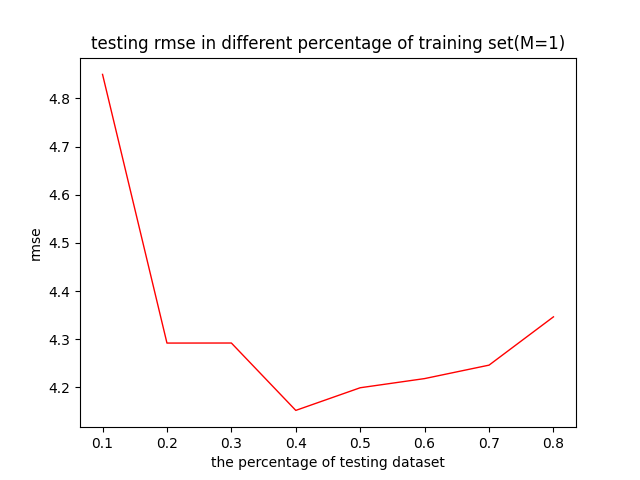 testing rmse in different percentage of training set(M=1)
4.8
4.7
4.6
4.5
4.4
4.3
4.2
rmse
0.1 0.2 0.3 0.4 0.5 0.6 0.7 0.8
the percentage of testing dataset